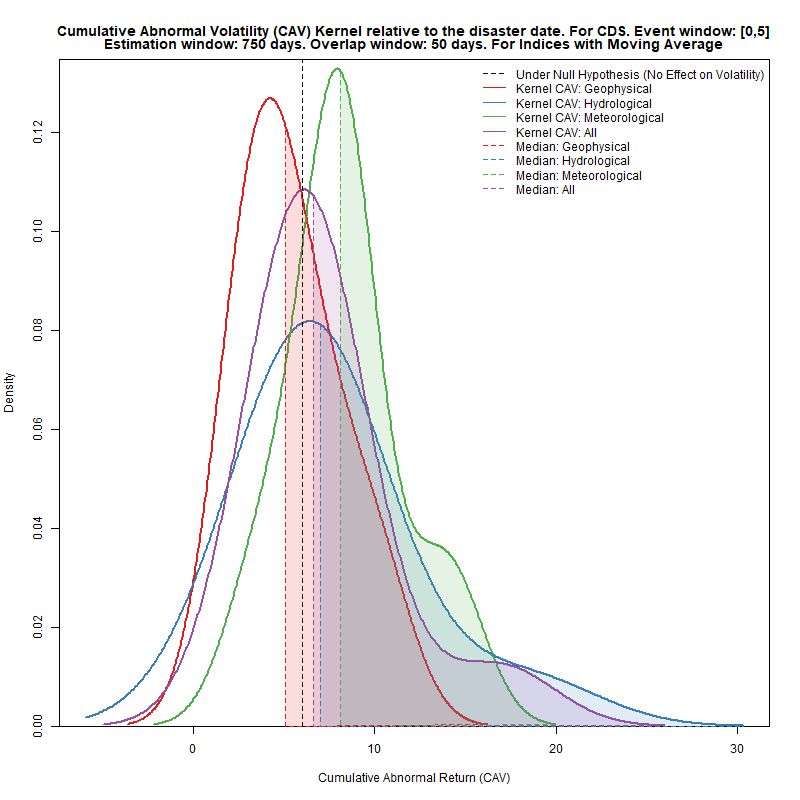 Cumulative Abnormal Volatility (CAV) Kernel relative to the disaster date. For CDS. Event window: [0,5]
Estimation window: 750 days. Overlap window: 50 days. For Indices with Moving Average
Under Null Hypothesis (No Effect on Volatility)
Kernel CAV: Geophysical
Kernel CAV: Hydrological
Kernel CAV: Meteorological
Kernel CAV: All
Median: Geophysical
Median: Hydrological
Median: Meteorological
Median: All
0.12
0.10
0.08
0.06
0.04
0.02
0.00
Density
0 10 20 30
Cumulative Abnormal Return (CAV)